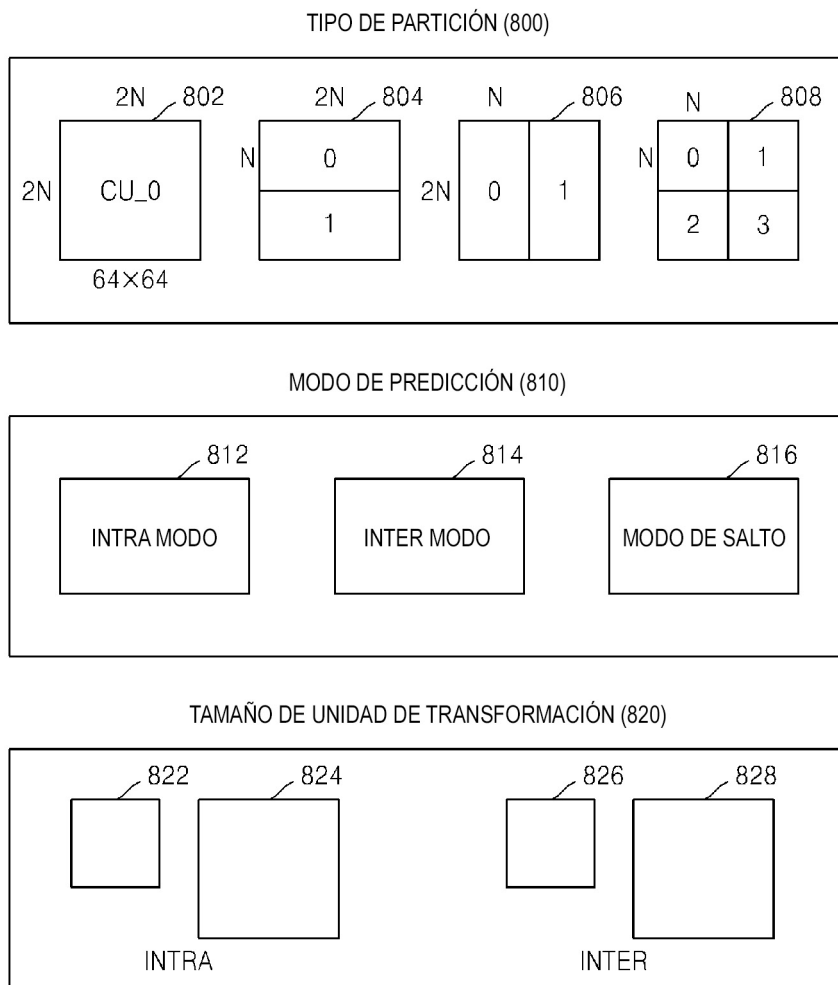 TIPO DE PARTICIÓN (800)
2N 802 2N 804 N 806 N 808
2N CU_0 N 0 2N 0 1 N 0 1
1 2 3
64×64
MODO DE PREDICCIÓN (810)
812 814 816
INTRA MODO INTER MODO MODO DE SALTO
TAMAÑO DE UNIDAD DE TRANSFORMACIÓN (820)
822 824 826 828
INTRA INTER